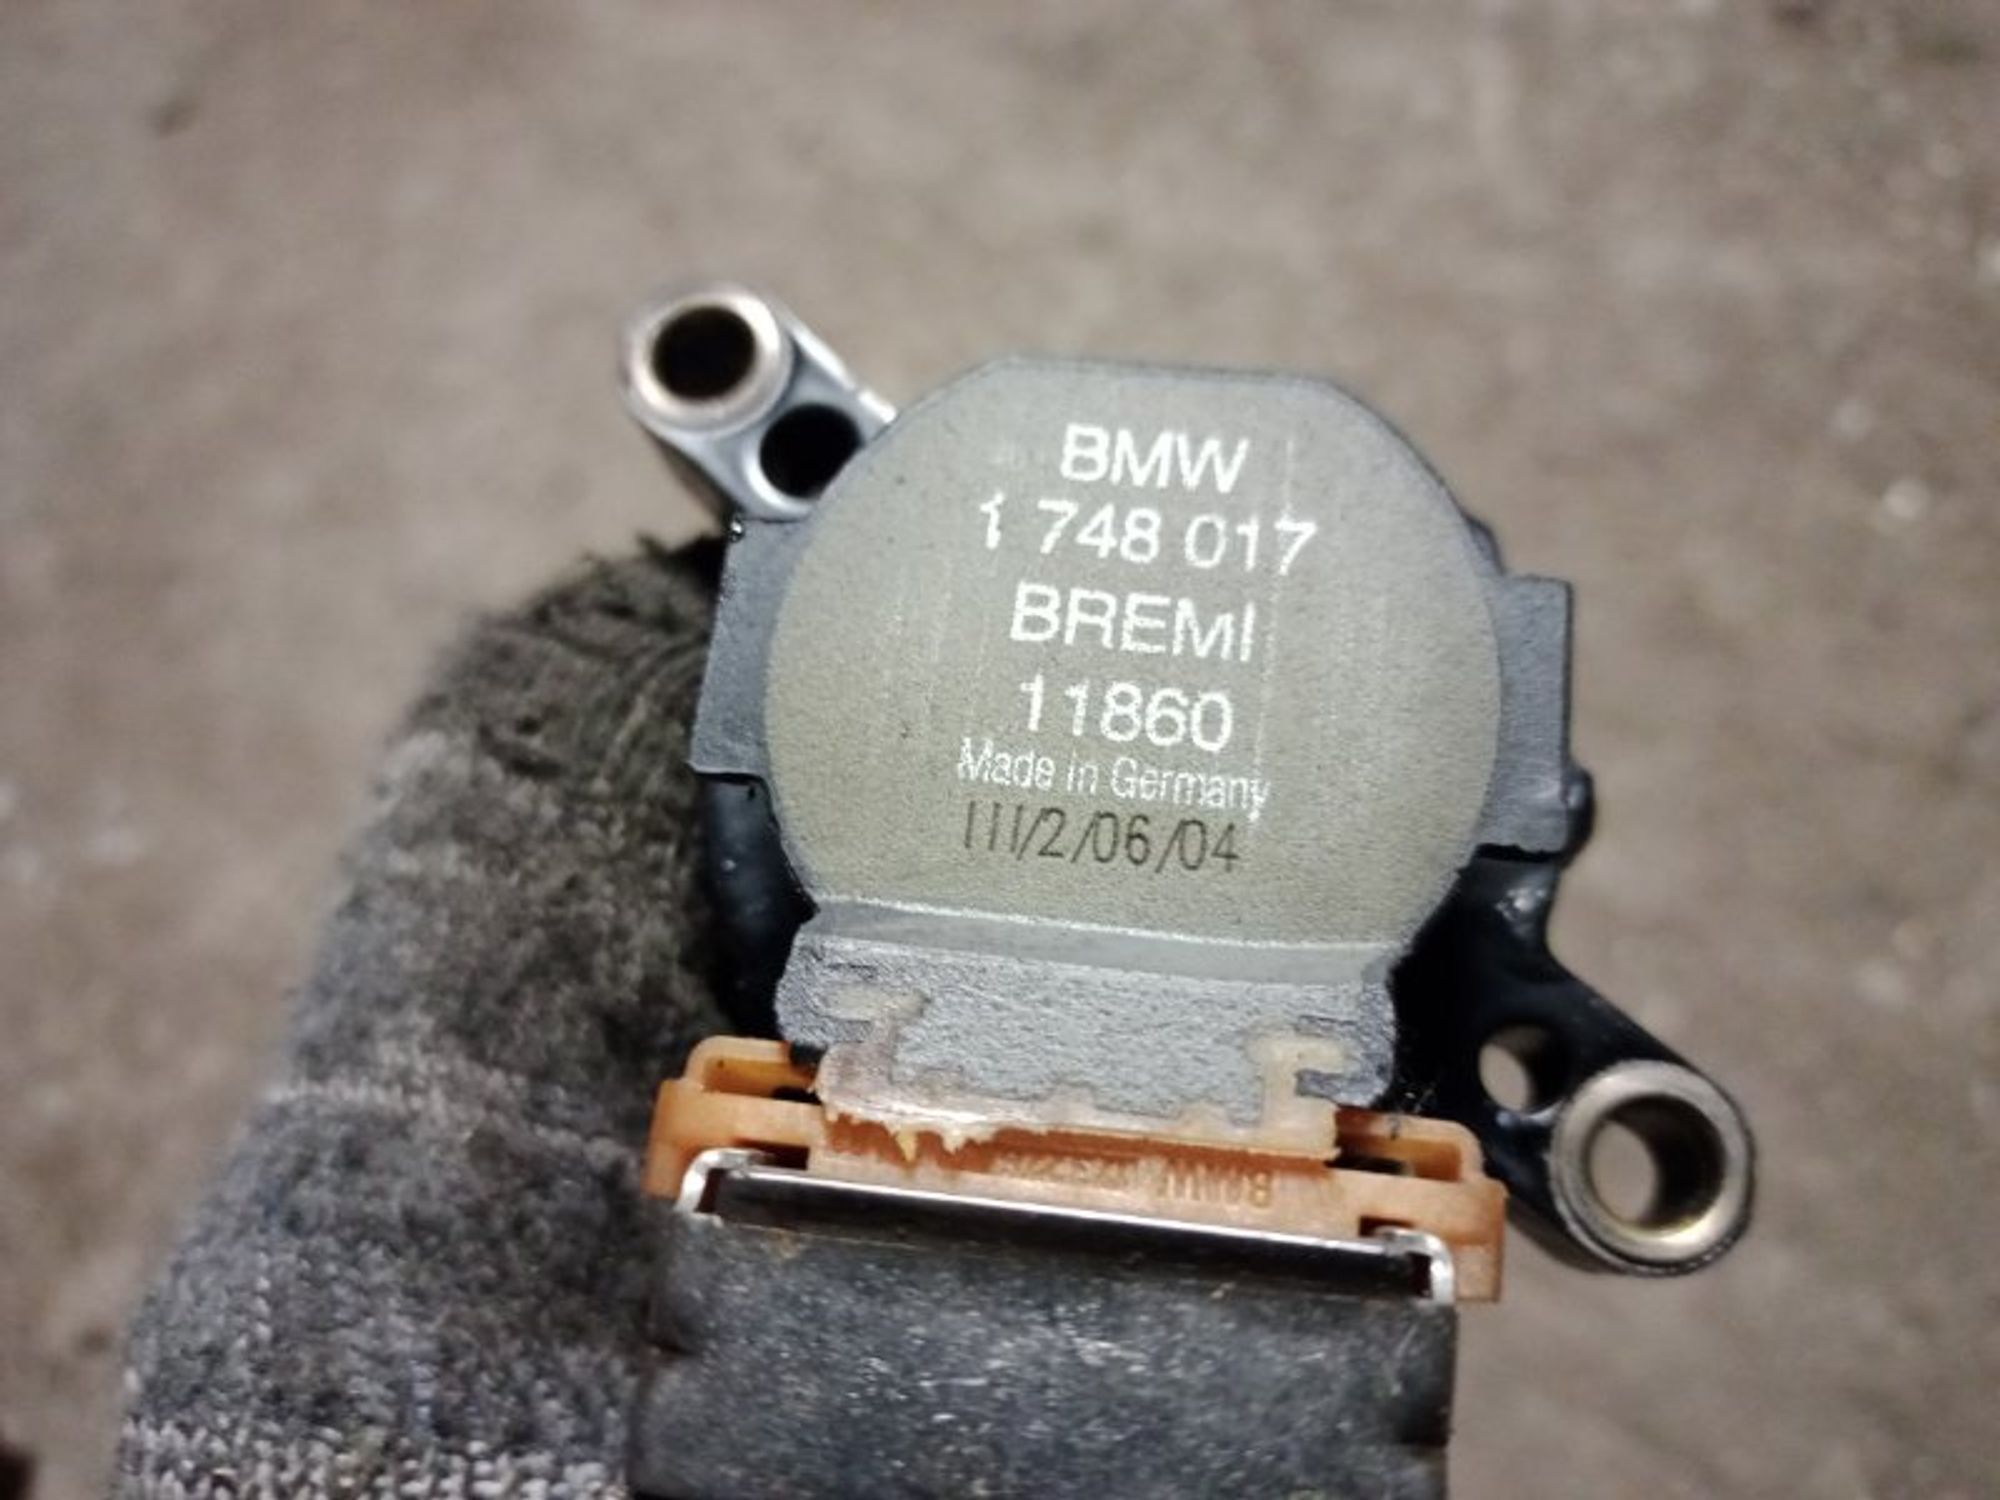 BMW
1 748 017
BREMI
11860
Made in Germany
III/2/06/04